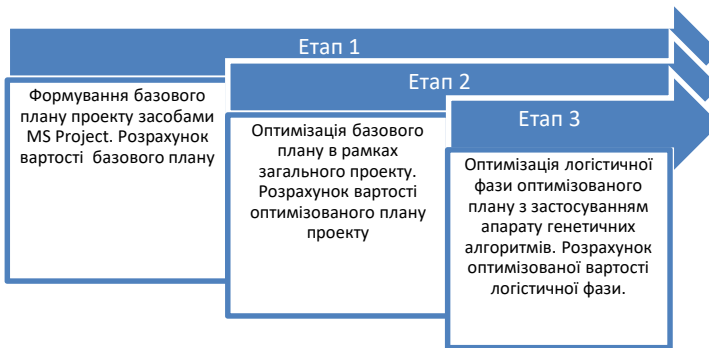 Етап 1
Формування базового
плану проекту засобами
MS Project. Розрахунок
вартості базового плану
Етап 2
Оптимізація базового
плану в рамках
загального проекту.
Розрахунок вартості
оптимізованого плану
проекту
Етап 3
Оптимізація логістичної
фази оптимізованого
плану з застосуванням
апарату генетичних
алгоритмів. Розрахунок
оптимізованої вартості
логістичної фази.